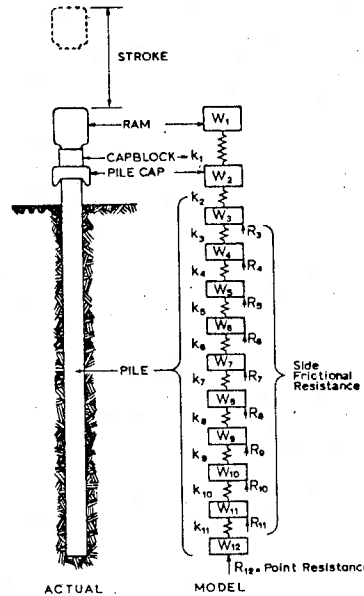 STROKE
RAM
W1
CAPBLOCK
k1
PILE CAP
W2
k2
W3
R3
k3
W4
R4
k4
W5
R5
k5
W6
R6
k6
PILE
W7
R7
Side
Frictional
Resistance
k7
W8
R8
k8
W9
R9
k9
W10
R10
k10
W11
R11
k11
W12
R12= Point Resistance
ACTUAL
MODEL